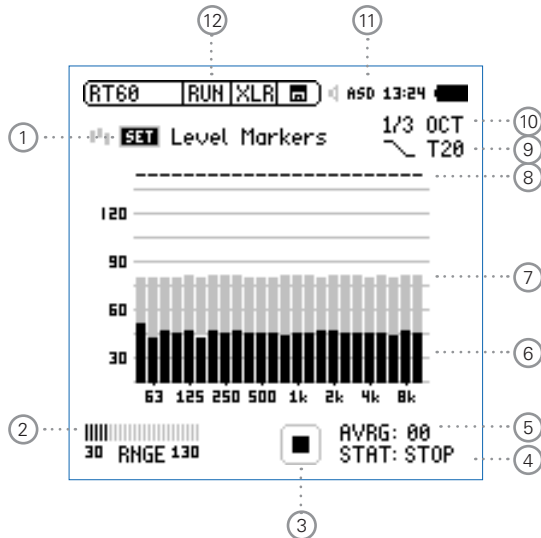 12 11
RT60 RUN XLR ASD 13:24
1/3 OCT 10
1 SET Level Markers
T20 9
8
120
90
7
60
6
30
63 125 250 500 1k 2k 4k 8k
2 AVRG: 00 5
30 RNGE 130 STAT: STOP 4
3